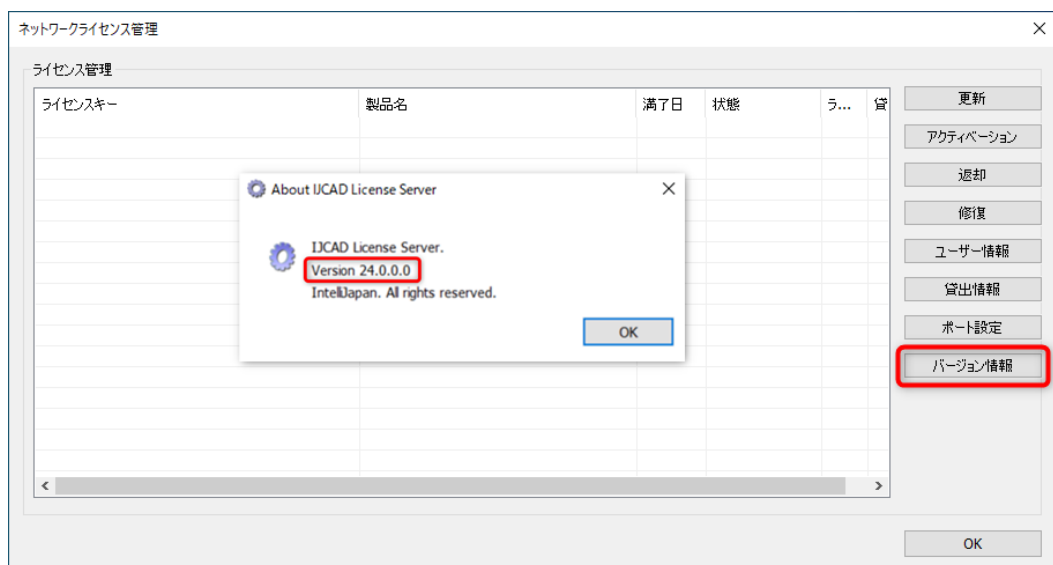 ネットワークライセンス管理
ライセンス管理
ライセンスキー 製品名 満了日 状態 ラ... 貸
更新
アクティベーション
返却
修復
ユーザー情報
貸出情報
ポート設定
バージョン情報
About IJCAD License Server
IJCAD License Server.
Version 24.0.0.0
IntelliJapan. All rights reserved.
OK
OK